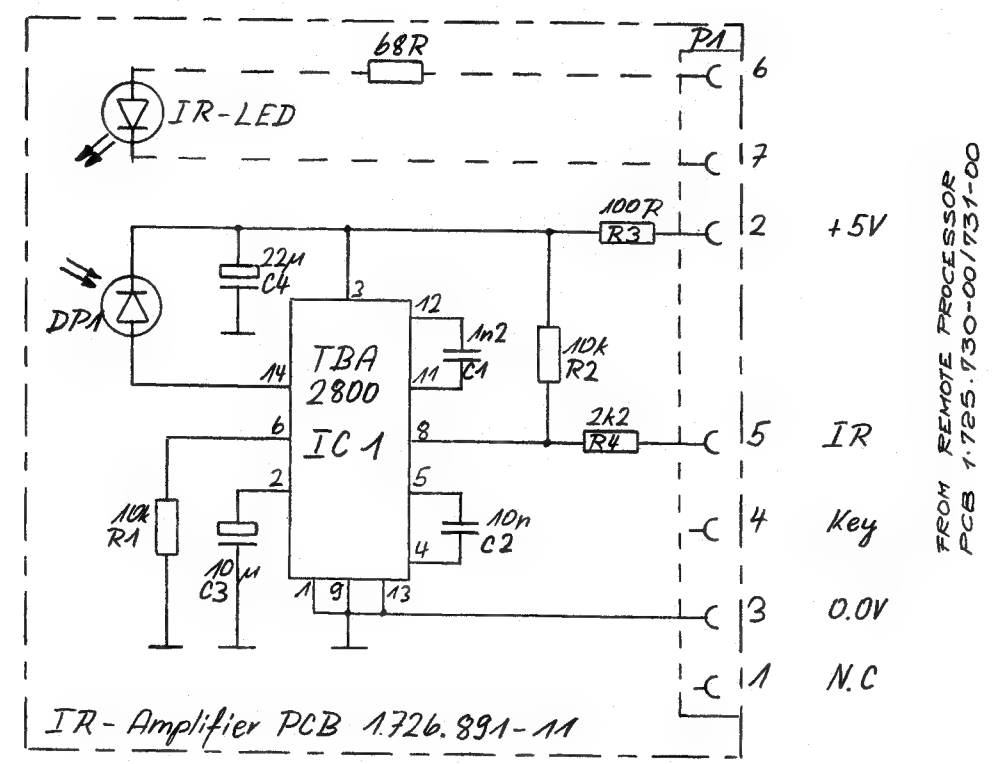 P1
68R
6
IR-LED
7
100R
R3
2
+5V
22µ
C4
DP1
3
12
1n2
C1
11
14
TBA
2800
IC1
10k
R2
6
8
2k2
R4
5
IR
2
5
10k
R1
10µ
C3
10n
C2
4
4
Key
1
9
13
3
0.0V
1
N.C
IR-Amplifier PCB 1.726.891-11
FROM REMOTE PROCESSOR
PCB 1.725.730-00/731-00